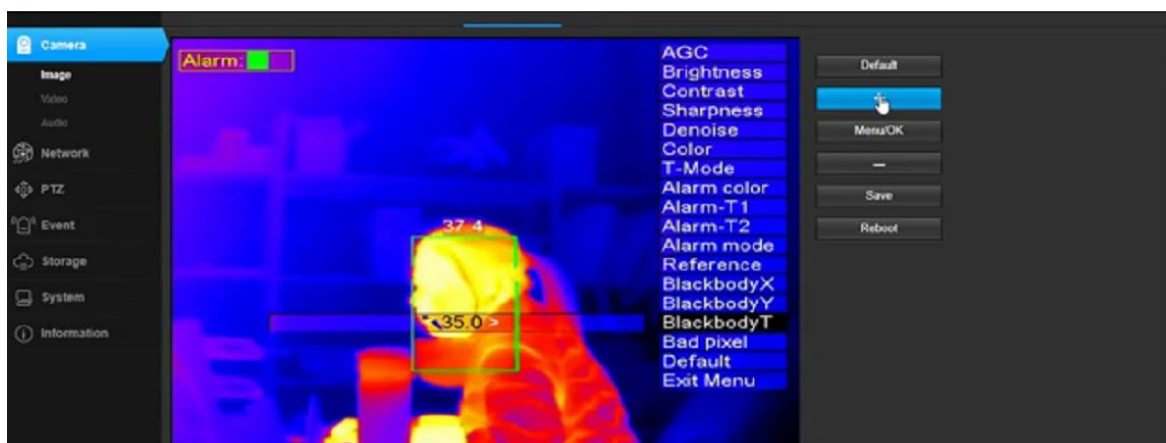 Camera
Image
Video
Audio
Network
PTZ
Event
Storage
System
Information
Alarm:
37.4
<35.0 >
AGC
Brightness
Contrast
Sharpness
Denoise
Color
T-Mode
Alarm color
Alarm-T1
Alarm-T2
Alarm mode
Reference
BlackbodyX
BlackbodyY
BlackbodyT
Bad pixel
Default
Exit Menu
Default
+
Menu/OK
—
Save
Reboot